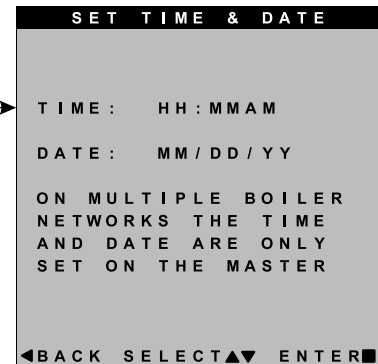 SET TIME & DATE
TIME: HH:MMAM
DATE: MM/DD/YY
ON MULTIPLE BOILER
NETWORKS THE TIME
AND DATE ARE ONLY
SET ON THE MASTER
◀BACK SELECT▲▼ ENTER■